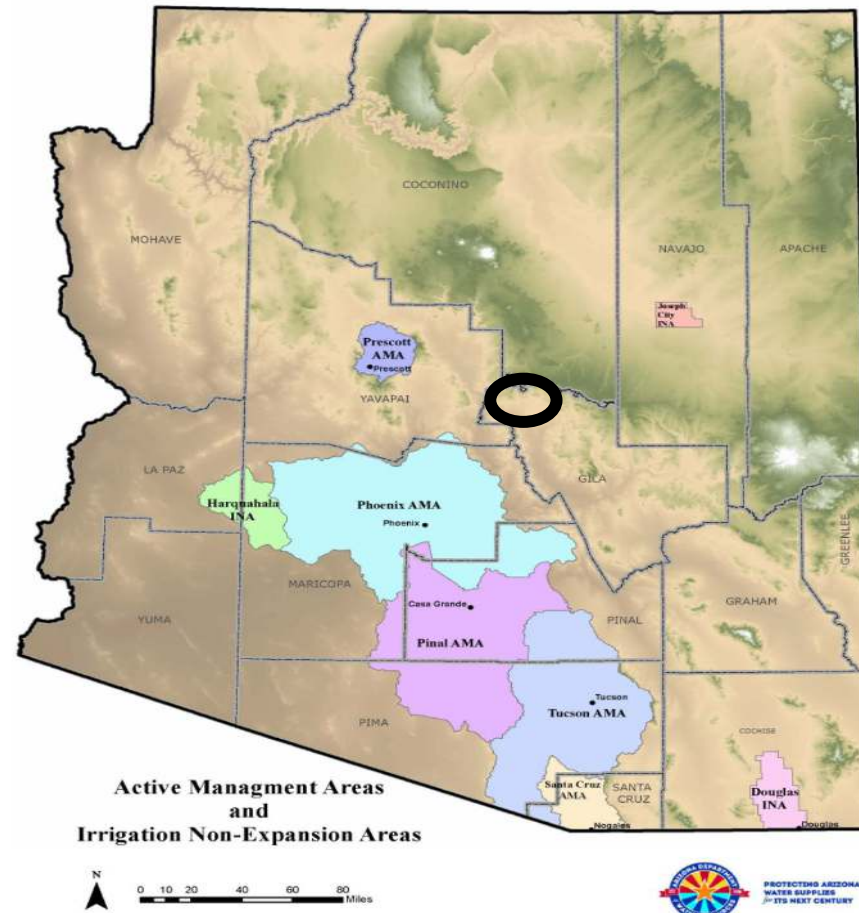 COCONINO
MOHAVE
NAVAJO
APACHE
Joseph
City
INA
Prescott
AMA
Prescott
YAVAPAI
LA PAZ
GILA
Harquahala
INA
Phoenix AMA
Phoenix
GREENLEE
MARICOPA
GRAHAM
YUMA
Casa Grande
PINAL
Pinal AMA
Tucson
Tucson AMA
PIMA
COCHISE
Santa Cruz
AMA
SANTA
CRUZ
Douglas
INA
Nogales
Douglas
Active Managment Areas
and
Irrigation Non-Expansion Areas
N
0 10 20 40 60 80
Miles
PROTECTING ARIZONA
WATER SUPPLIES
for ITS NEXT CENTURY